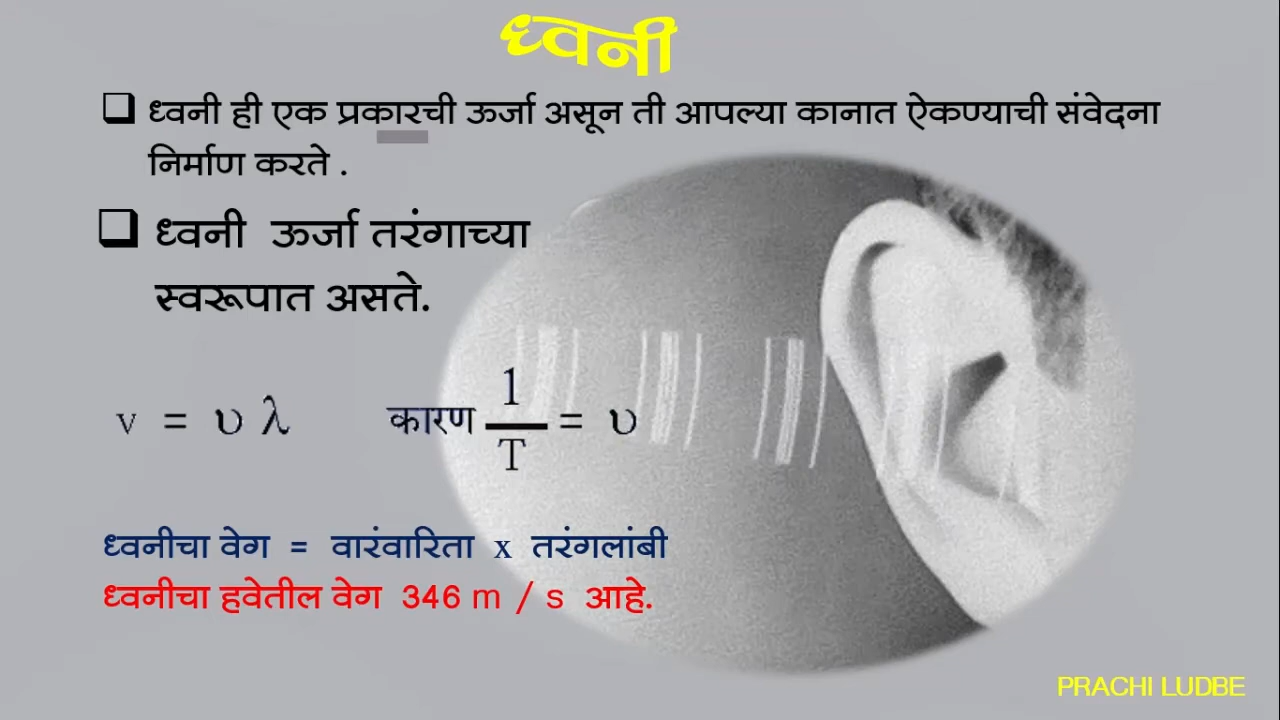 ध्वनी
❑ ध्वनी ही एक प्रकारची ऊर्जा असून ती आपल्या कानात ऐकण्याची संवेदना
निर्माण करते .
❑ ध्वनी ऊर्जा तरंगाच्या
स्वरूपात असते.
v = υ λ कारण 1/T = υ
ध्वनीचा वेग = वारंवारिता x तरंगलांबी
ध्वनीचा हवेतील वेग 346 m / s आहे.
PRACHI LUDBE